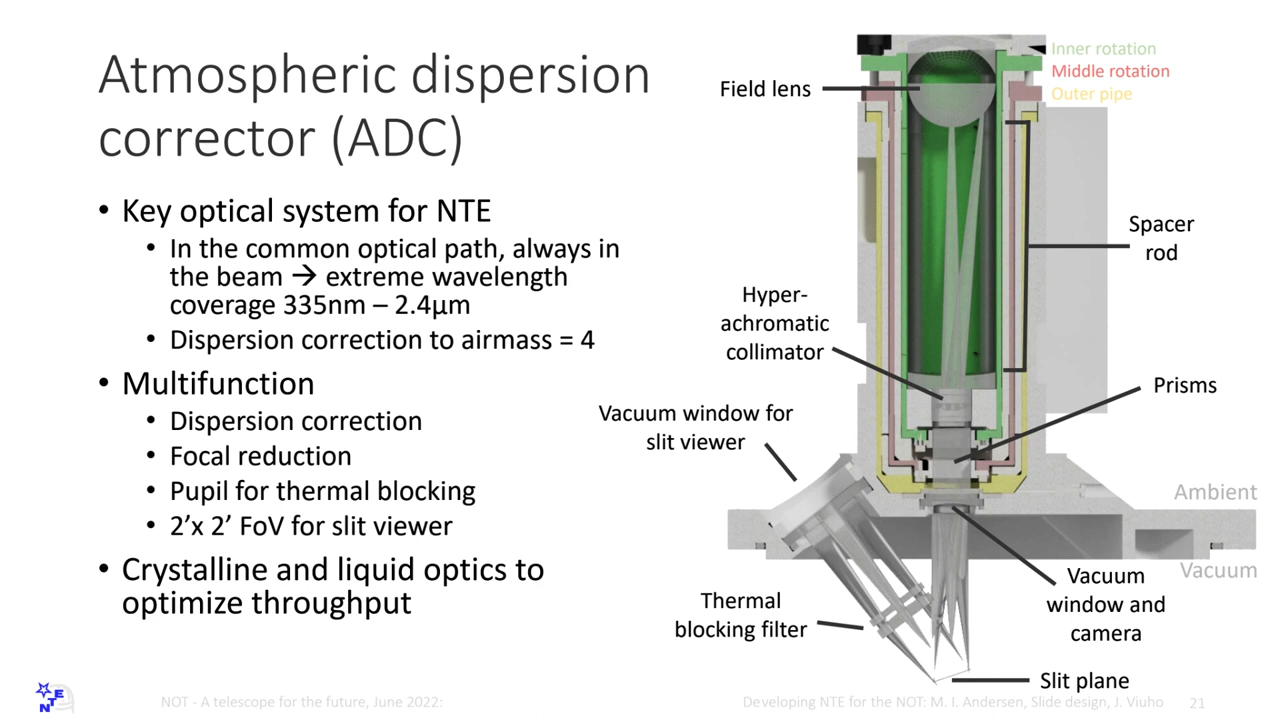 Atmospheric dispersion
corrector (ADC)
• Key optical system for NTE
• In the common optical path, always in
the beam → extreme wavelength
coverage 335nm – 2.4µm
• Dispersion correction to airmass = 4
• Multifunction
• Dispersion correction
• Focal reduction
• Pupil for thermal blocking
• 2’x 2’ FoV for slit viewer
• Crystalline and liquid optics to
optimize throughput
Inner rotation
Middle rotation
Outer pipe
Field lens
Spacer
rod
Hyper-
achromatic
collimator
Prisms
Vacuum window for
slit viewer
Ambient
Vacuum
Vacuum
window and
camera
Thermal
blocking filter
Slit plane
NTE
NOT - A telescope for the future, June 2022:
Developing NTE for the NOT: M. I. Andersen, Slide design, J. Viuho
21